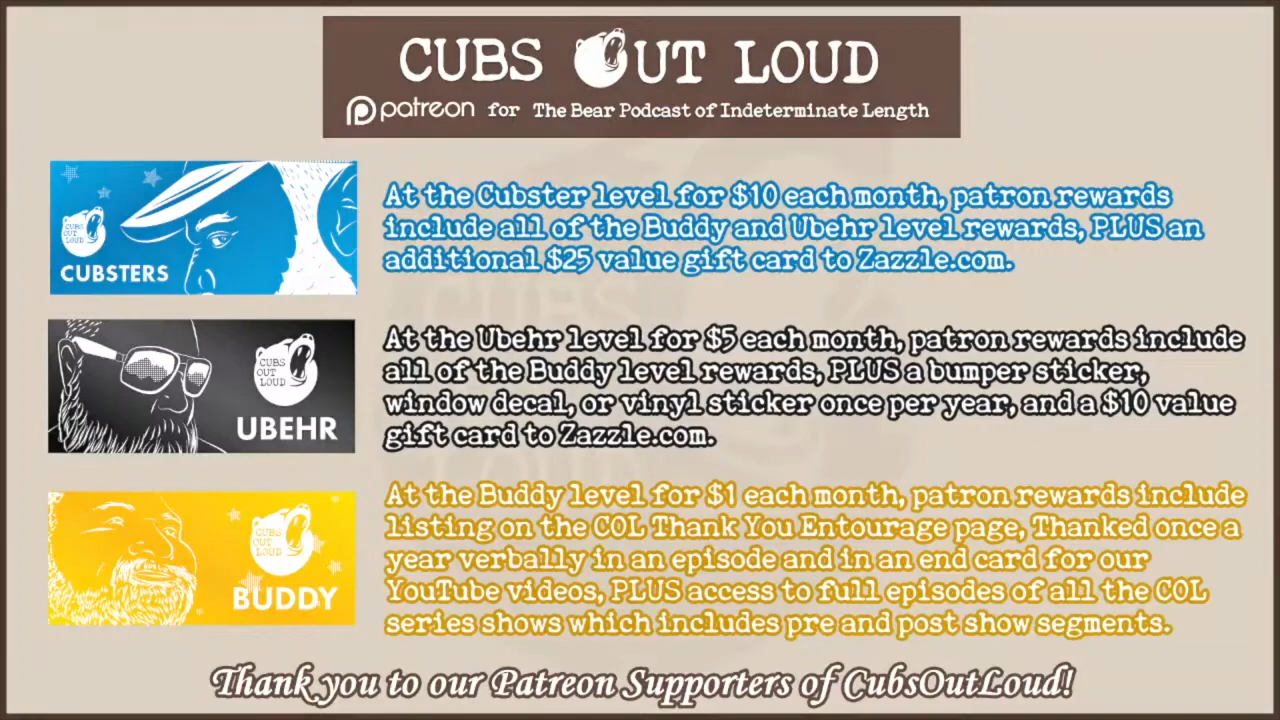 CUBS OUT LOUD
patreon for The Bear Podcast of Indeterminate Length
CUBS
OUT
LOUD
CUBSTERS
At the Cubster level for $10 each month, patron rewards
include all of the Buddy and Ubehr level rewards, PLUS an
additional $25 value gift card to Zazzle.com.
CUBS
OUT
LOUD
UBEHR
At the Ubehr level for $5 each month, patron rewards include
all of the Buddy level rewards, PLUS a bumper sticker,
window decal, or vinyl sticker once per year, and a $10 value
gift card to Zazzle.com.
CUBS
OUT
LOUD
BUDDY
At the Buddy level for $1 each month, patron rewards include
listing on the COL Thank You Entourage page, Thanked once a
year verbally in an episode and in an end card for our
YouTube videos, PLUS access to full episodes of all the COL
series shows which includes pre and post show segments.
Thank you to our Patreon Supporters of CubsOutLoud!